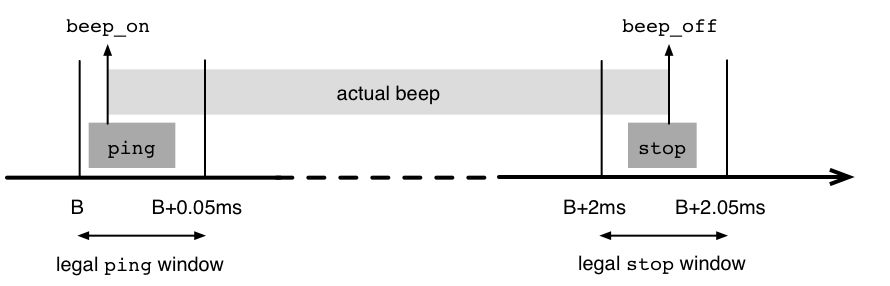 beep_on
beep_off
actual beep
ping
stop
B
B+0.05ms
B+2ms
B+2.05ms
legal ping window
legal stop window